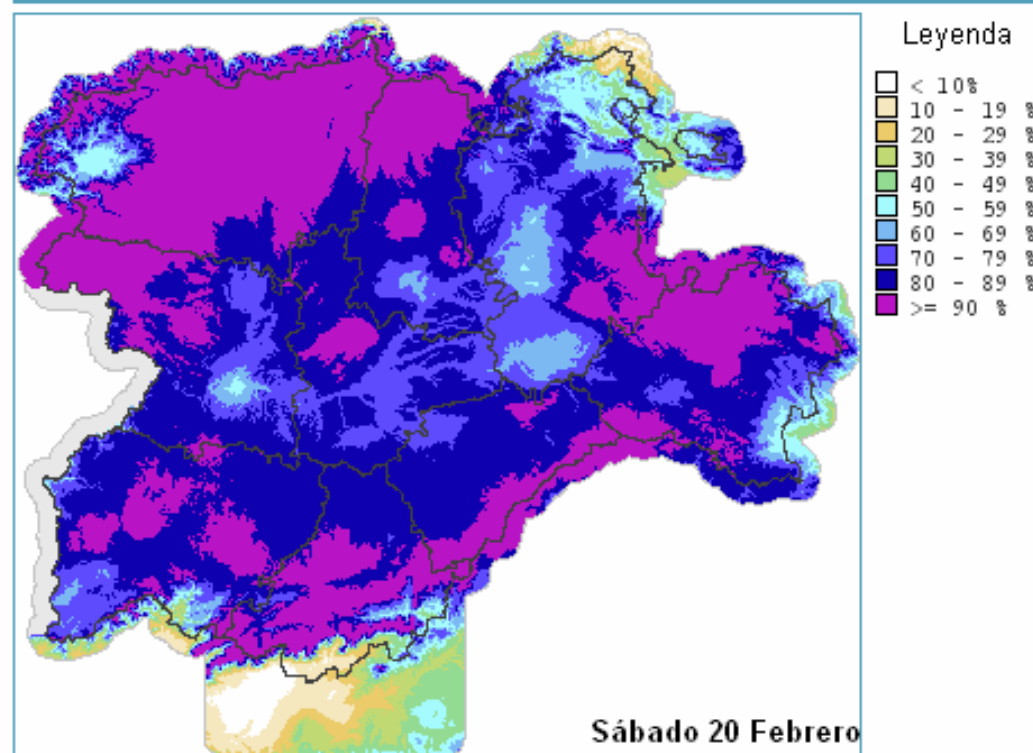 Leyenda
< 10%
10 - 19 %
20 - 29 %
30 - 39 %
40 - 49 %
50 - 59 %
60 - 69 %
70 - 79 %
80 - 89 %
>= 90 %
Sábado 20 Febrero